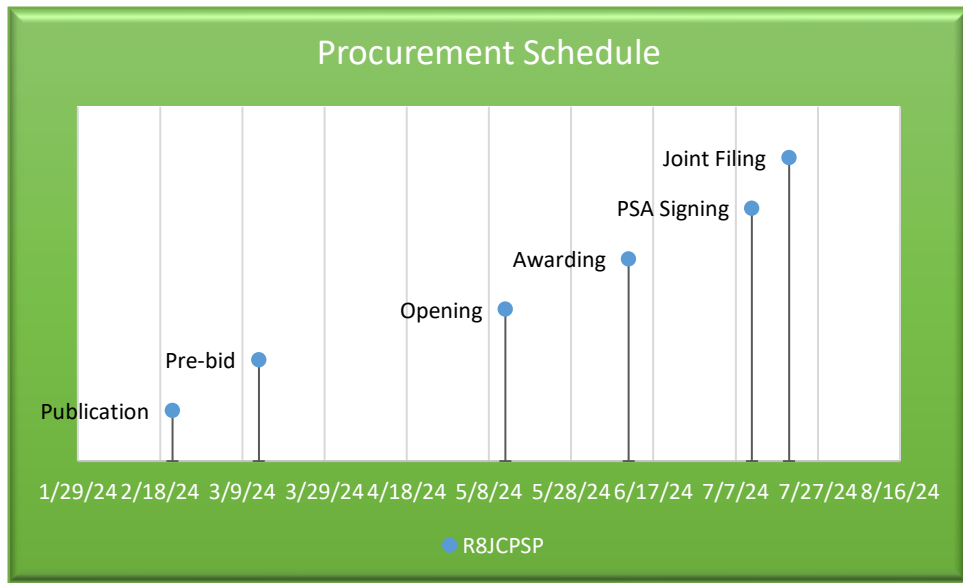 Procurement Schedule
Joint Filing
PSA Signing
Awarding
Opening
Pre-bid
Publication
1/29/24 2/18/24 3/9/24 3/29/24 4/18/24 5/8/24 5/28/24 6/17/24 7/7/24 7/27/24 8/16/24
R8JCPSP